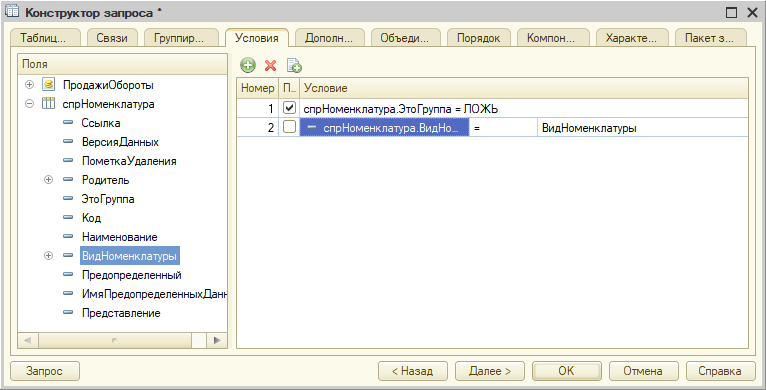 Конструктор запроса *
Таблиц... Связи Группир... Условия Дополн... Объеди... Порядок Компон... Характе... Пакет з...
Поля
ПродажиОбороты
спрНоменклатура
Ссылка
ВерсияДанных
ПометкаУдаления
Родитель
ЭтоГруппа
Код
Наименование
ВидНоменклатуры
Предопределенный
ИмяПредопределенныхДанн
Представление
Номер П.. Условие
1 спрНоменклатура.ЭтоГруппа = ЛОЖЬ
2 спрНоменклатура.ВидНо... = ВидНоменклатуры
Запрос < Назад Далее > ОК Отмена Справка